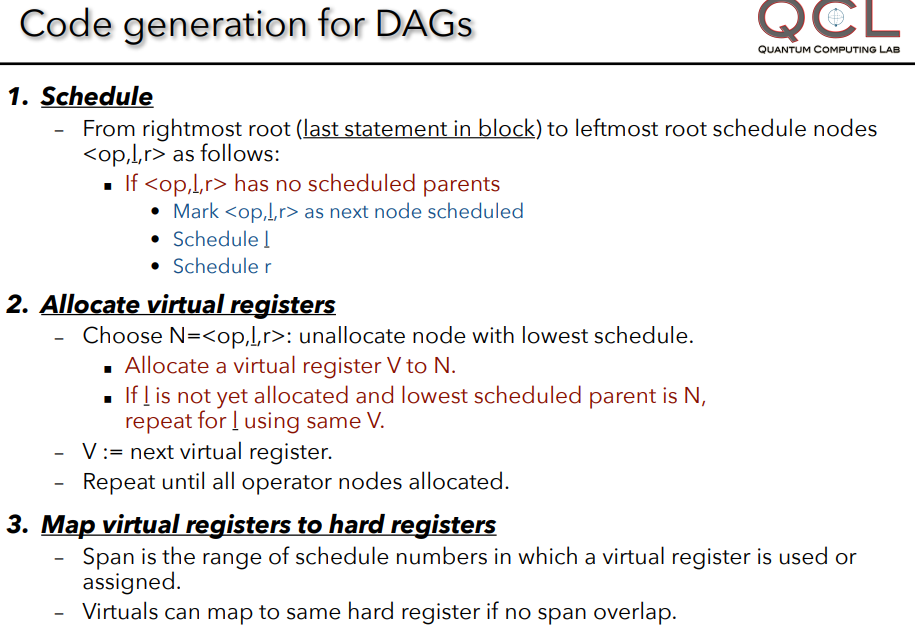 Code generation for DAGs
QCL
QUANTUM COMPUTING LAB
1. Schedule
– From rightmost root (last statement in block) to leftmost root schedule nodes
<op,l,r> as follows:
▪ If <op,l,r> has no scheduled parents
• Mark <op,l,r> as next node scheduled
• Schedule l
• Schedule r
2. Allocate virtual registers
– Choose N=<op,l,r>: unallocate node with lowest schedule.
▪ Allocate a virtual register V to N.
▪ If l is not yet allocated and lowest scheduled parent is N,
repeat for l using same V.
– V := next virtual register.
– Repeat until all operator nodes allocated.
3. Map virtual registers to hard registers
– Span is the range of schedule numbers in which a virtual register is used or
assigned.
– Virtuals can map to same hard register if no span overlap.